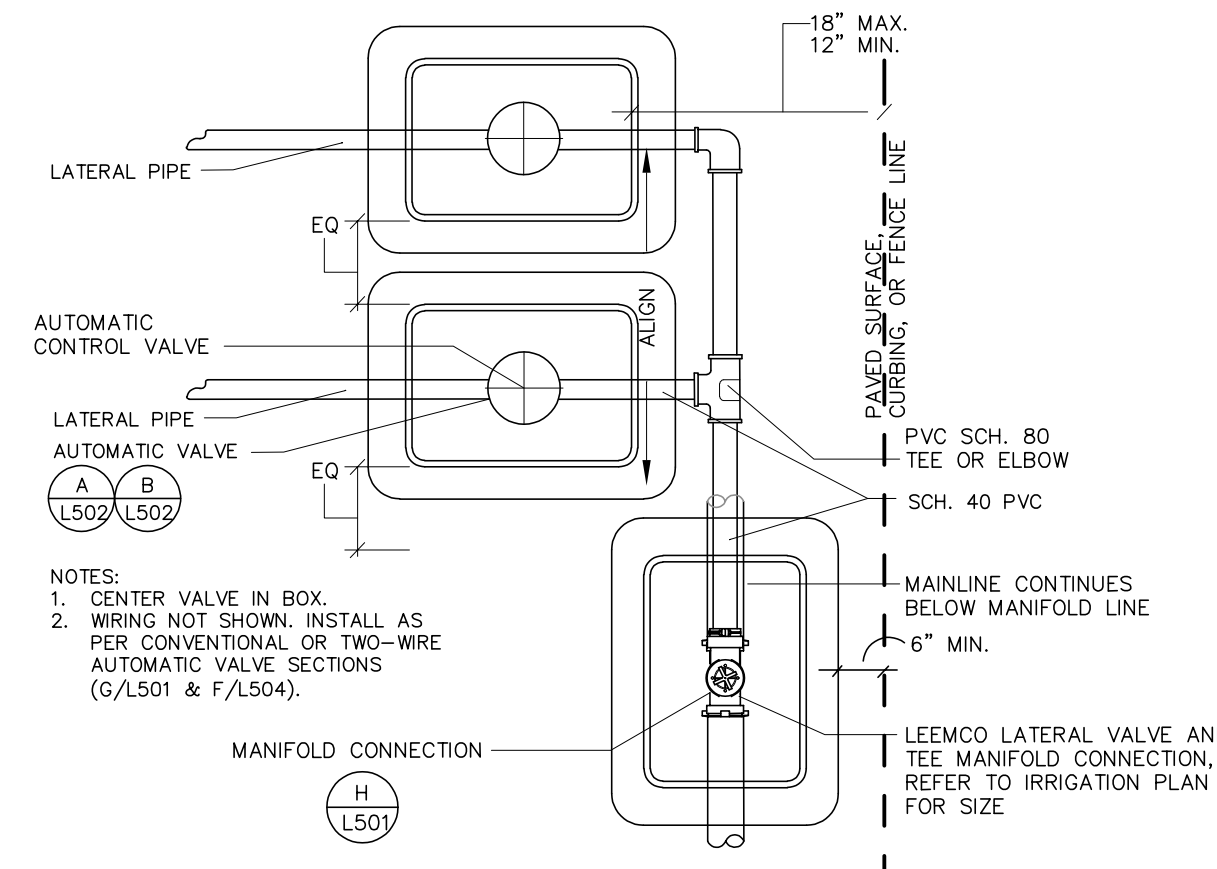 18" MAX.
12" MIN.
LATERAL PIPE
EQ
PAVED SURFACE,
CURBING, OR FENCE LINE
ALIGN
AUTOMATIC
CONTROL VALVE
LATERAL PIPE
AUTOMATIC VALVE
A
L502
B
L502
EQ
PVC SCH. 80
TEE OR ELBOW
SCH. 40 PVC
NOTES:
1. CENTER VALVE IN BOX.
2. WIRING NOT SHOWN. INSTALL AS
PER CONVENTIONAL OR TWO-WIRE
AUTOMATIC VALVE SECTIONS
(G/L501 & F/L504).
MAINLINE CONTINUES
BELOW MANIFOLD LINE
6" MIN.
MANIFOLD CONNECTION
H
L501
LEEMCO LATERAL VALVE AN
TEE MANIFOLD CONNECTION,
REFER TO IRRIGATION PLAN
FOR SIZE